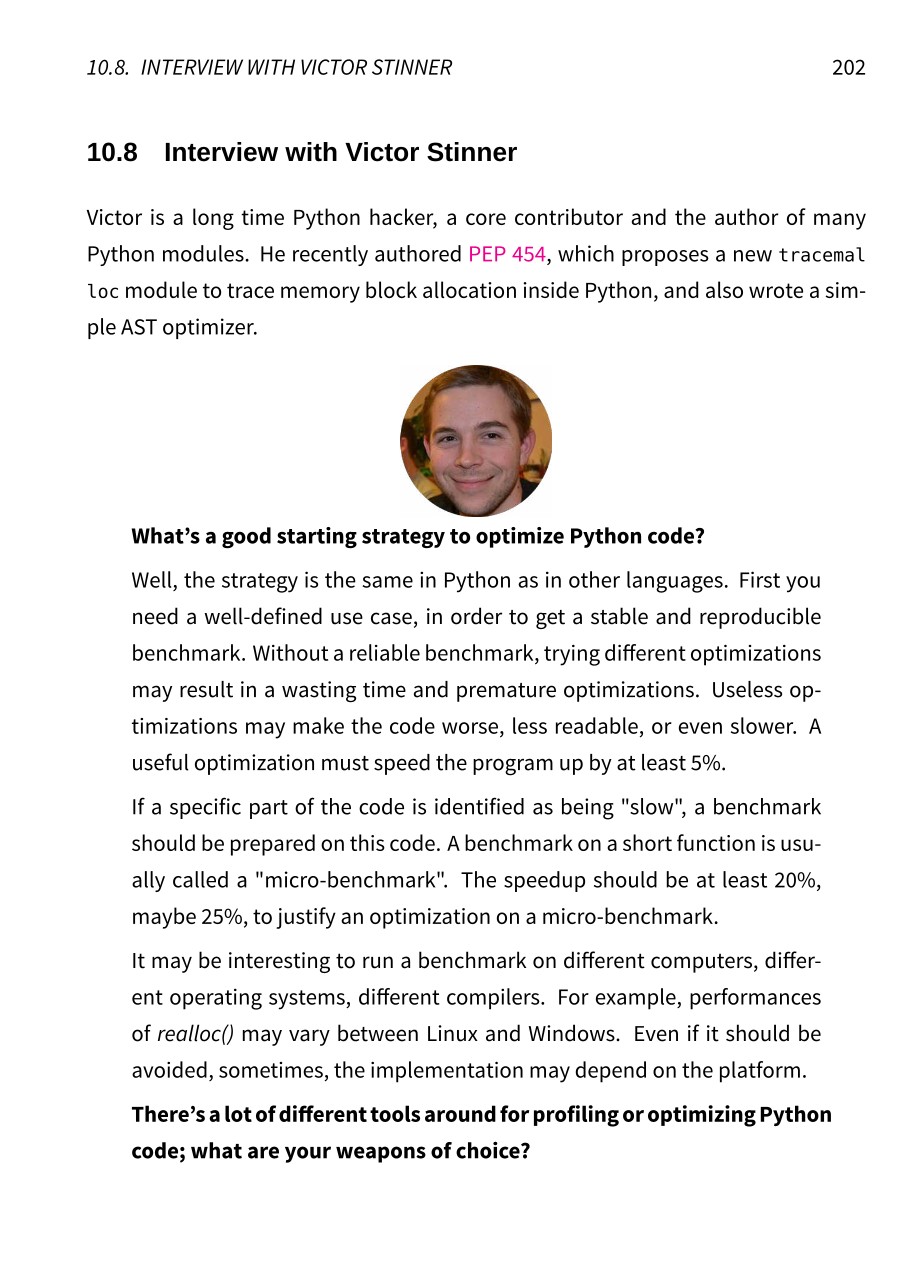 10.8. INTERVIEW WITH VICTOR STINNER 202
10.8 Interview with Victor Stinner
Victor is a long time Python hacker, a core contributor and the author of many
Python modules. He recently authored PEP 454, which proposes a new tracemal
loc module to trace memory block allocation inside Python, and also wrote a sim-
ple AST optimizer.
What's a good starting strategy to optimize Python code?
Well, the strategy is the same in Python as in other languages. First you
need a well-defined use case, in order to get a stable and reproducible
benchmark. Without a reliable benchmark, trying different optimizations
may result in a wasting time and premature optimizations. Useless op-
timizations may make the code worse, less readable, or even slower. A
useful optimization must speed the program up by at least 5%.
If a specific part of the code is identified as being "slow", a benchmark
should be prepared on this code. A benchmark on a short function is usu-
ally called a "micro-benchmark". The speedup should be at least 20%,
maybe 25%, to justify an optimization on a micro-benchmark.
It may be interesting to run a benchmark on different computers, differ-
ent operating systems, different compilers. For example, performances
of realloc() may vary between Linux and Windows. Even if it should be
avoided, sometimes, the implementation may depend on the platform.
There's a lot of different tools around for profiling or optimizing Python
code; what are your weapons of choice?